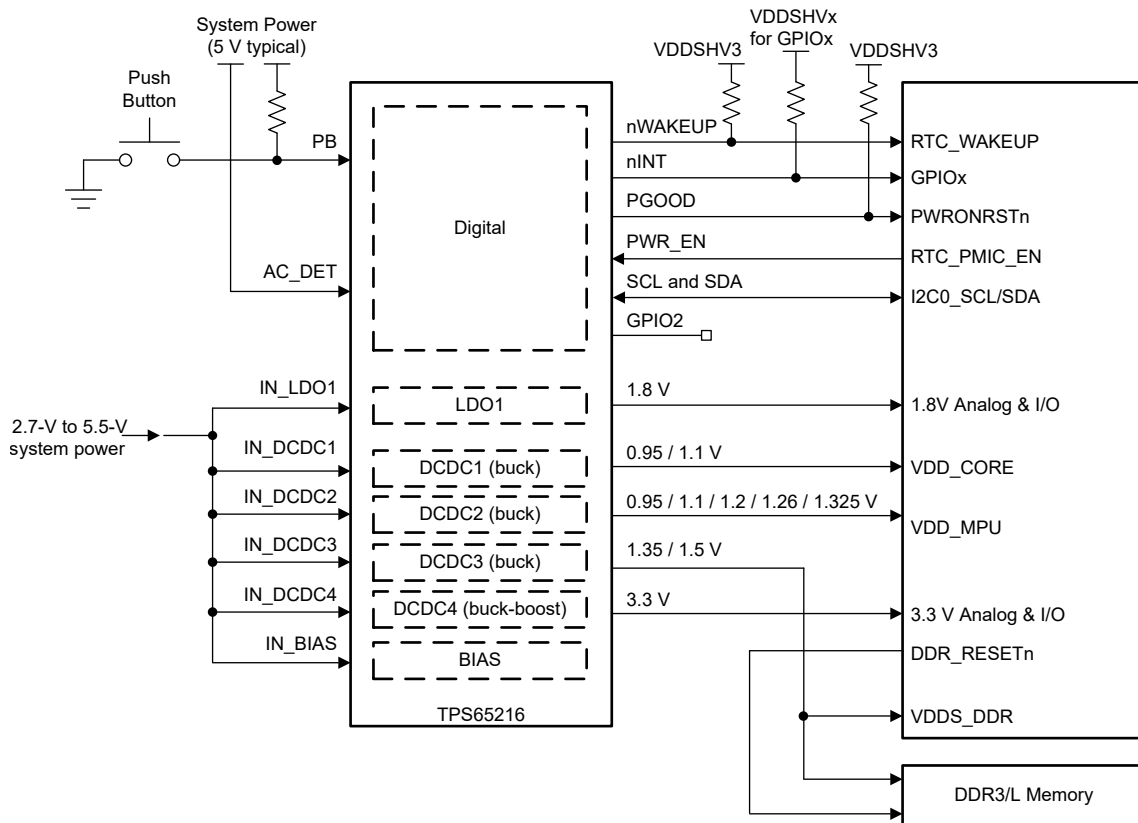 System Power
(5 V typical)
Push
Button
PB
AC_DET
Digital
VDDSHV3
VDDSHVx
for GPIOx
VDDSHV3
nWAKEUP
RTC_WAKEUP
nINT
GPIOx
PGOOD
PWRONRSTn
PWR_EN
RTC_PMIC_EN
SCL and SDA
I2C0_SCL/SDA
GPIO2
2.7-V to 5.5-V
system power
IN_LDO1
LDO1
1.8 V
1.8V Analog & I/O
IN_DCDC1
DCDC1 (buck)
0.95 / 1.1 V
VDD_CORE
IN_DCDC2
DCDC2 (buck)
0.95 / 1.1 / 1.2 / 1.26 / 1.325 V
VDD_MPU
IN_DCDC3
DCDC3 (buck)
1.35 / 1.5 V
IN_DCDC4
DCDC4 (buck-boost)
3.3 V
3.3 V Analog & I/O
IN_BIAS
BIAS
DDR_RESETn
TPS65216
VDDS_DDR
DDR3/L Memory